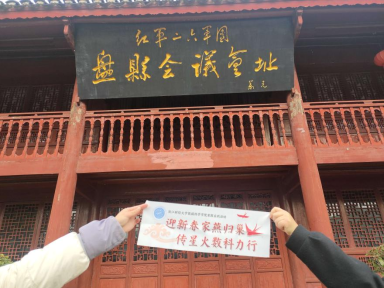 红军二六军团
盘县会议会址
迎新春家燕归巢
传星火数科力行